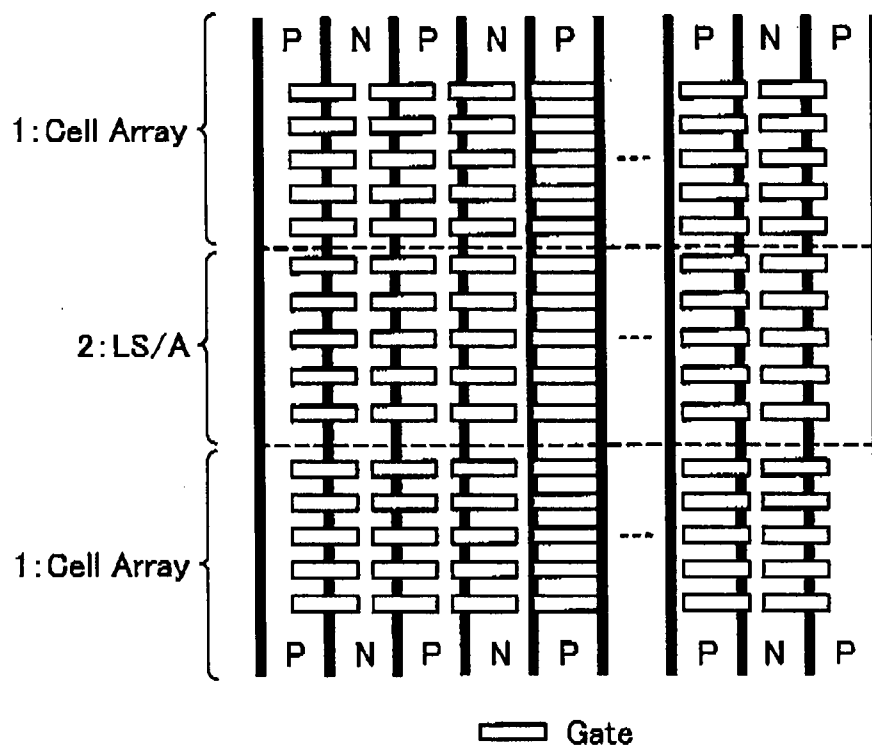 P N P N P P N P
1:Cell Array
---
2:LS/A
---
1:Cell Array
---
P N P N P P N P
Gate